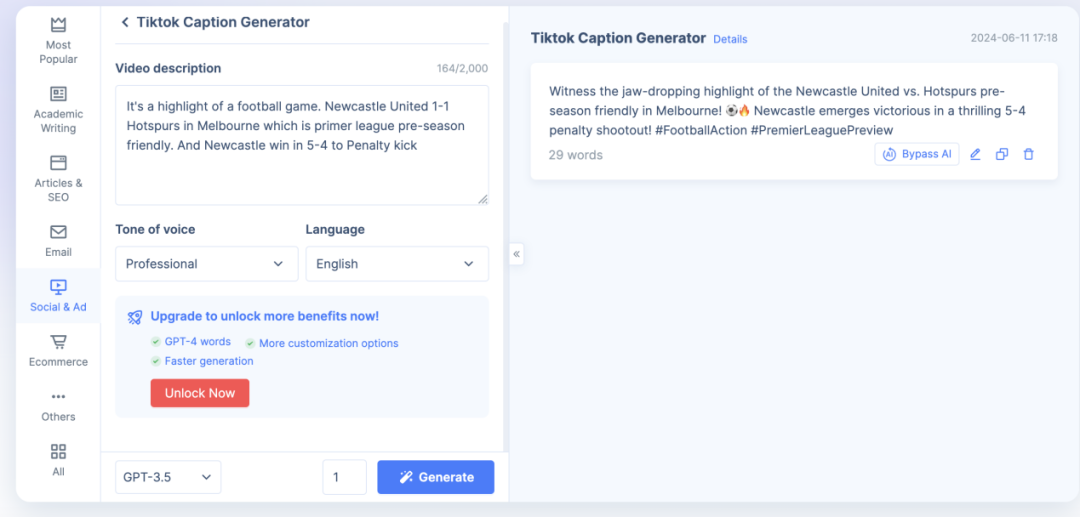 Most
Popular
Academic
Writing
Articles &
SEO
Email
Social & Ad
Ecommerce
Others
All
Tiktok Caption Generator
Video description
164/2,000
It's a highlight of a football game. Newcastle United 1-1
Hotspurs in Melbourne which is primer league pre-season
friendly. And Newcastle win in 5-4 to Penalty kick
Tone of voice
Language
Professional
English
Upgrade to unlock more benefits now!
GPT-4 words
More customization options
Faster generation
Unlock Now
GPT-3.5
1
Generate
Tiktok Caption Generator Details
2024-06-11 17:18
Witness the jaw-dropping highlight of the Newcastle United vs. Hotspurs pre-
season friendly in Melbourne! ⚽🔥 Newcastle emerges victorious in a thrilling 5-4
penalty shootout! #FootballAction #PremierLeaguePreview
29 words
AI Bypass AI